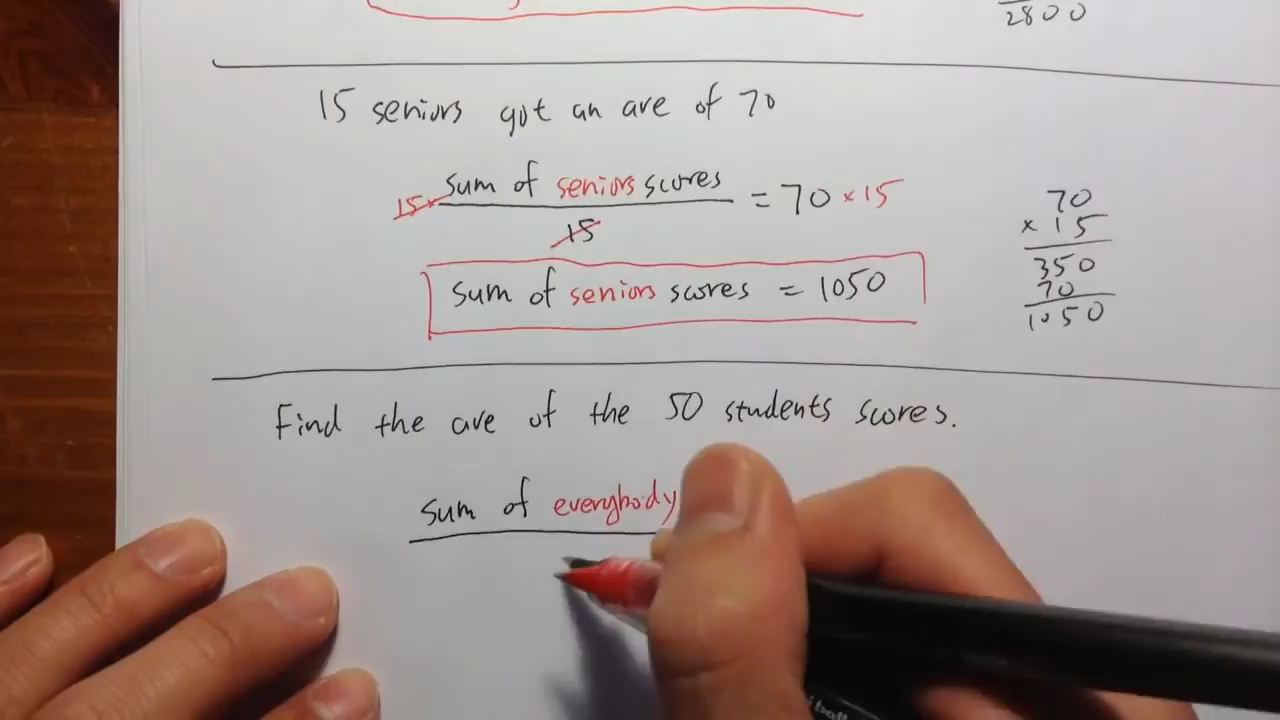 2800
15 seniors got an ave of 70
15× sum of seniors scores = 70 × 15
15
sum of seniors scores = 1050
70
× 15
350
70
1050
Find the ave of the 50 students scores.
sum of everybody